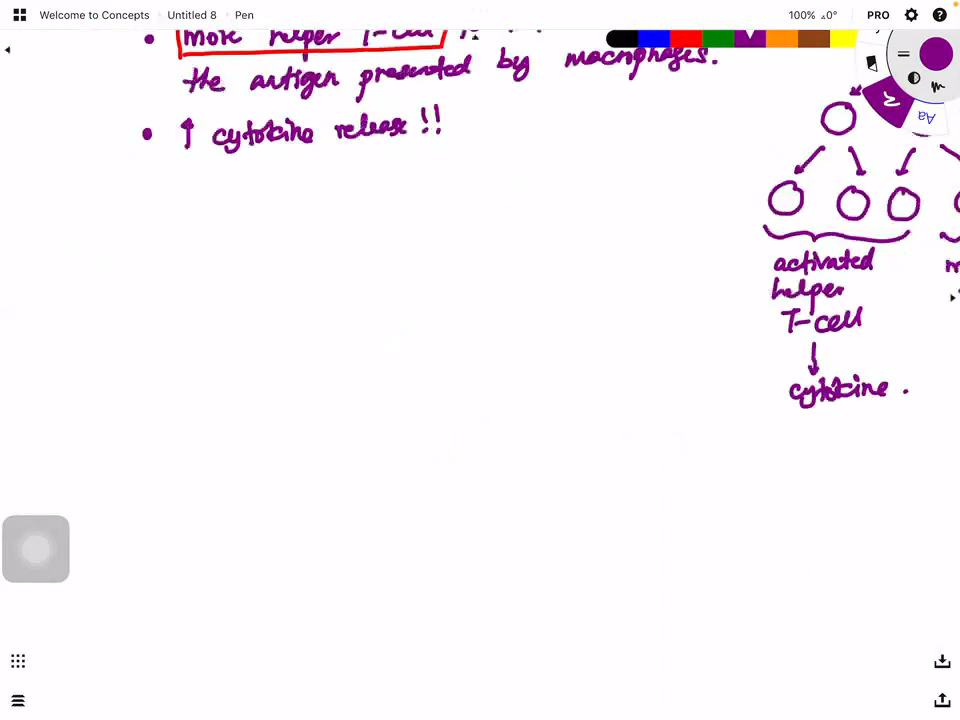 Welcome to Concepts Untitled 8 Pen
100% 0°
PRO
• More helper T-cell
the antigen presented by macrophages.
• ↑ cytokine release !!
Aa
activated
helper
T-cell
↓
cytokine .